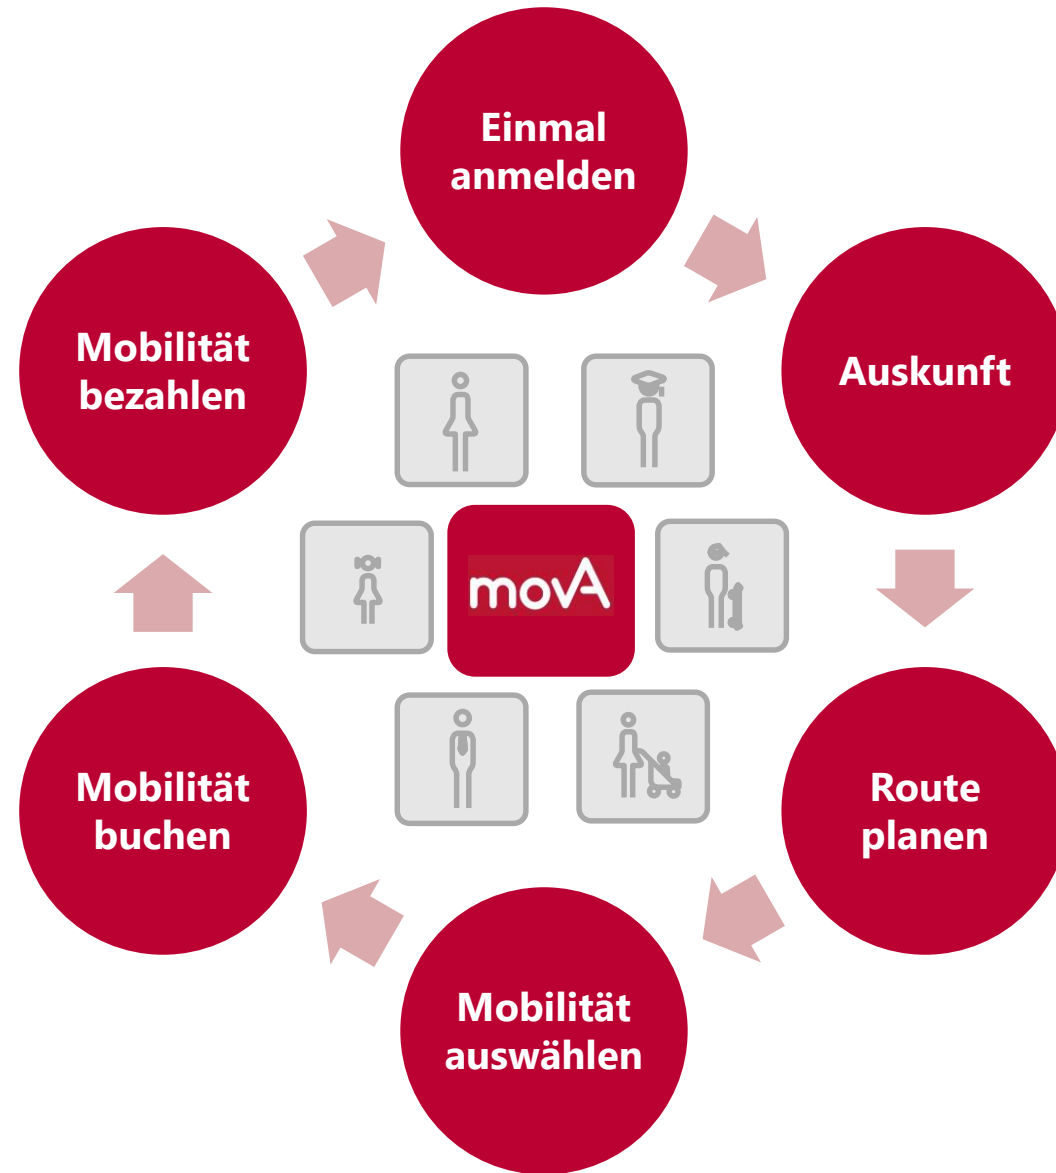 Einmal
anmelden
Auskunft
Route
planen
Mobilität
auswählen
Mobilität
buchen
Mobilität
bezahlen
movA